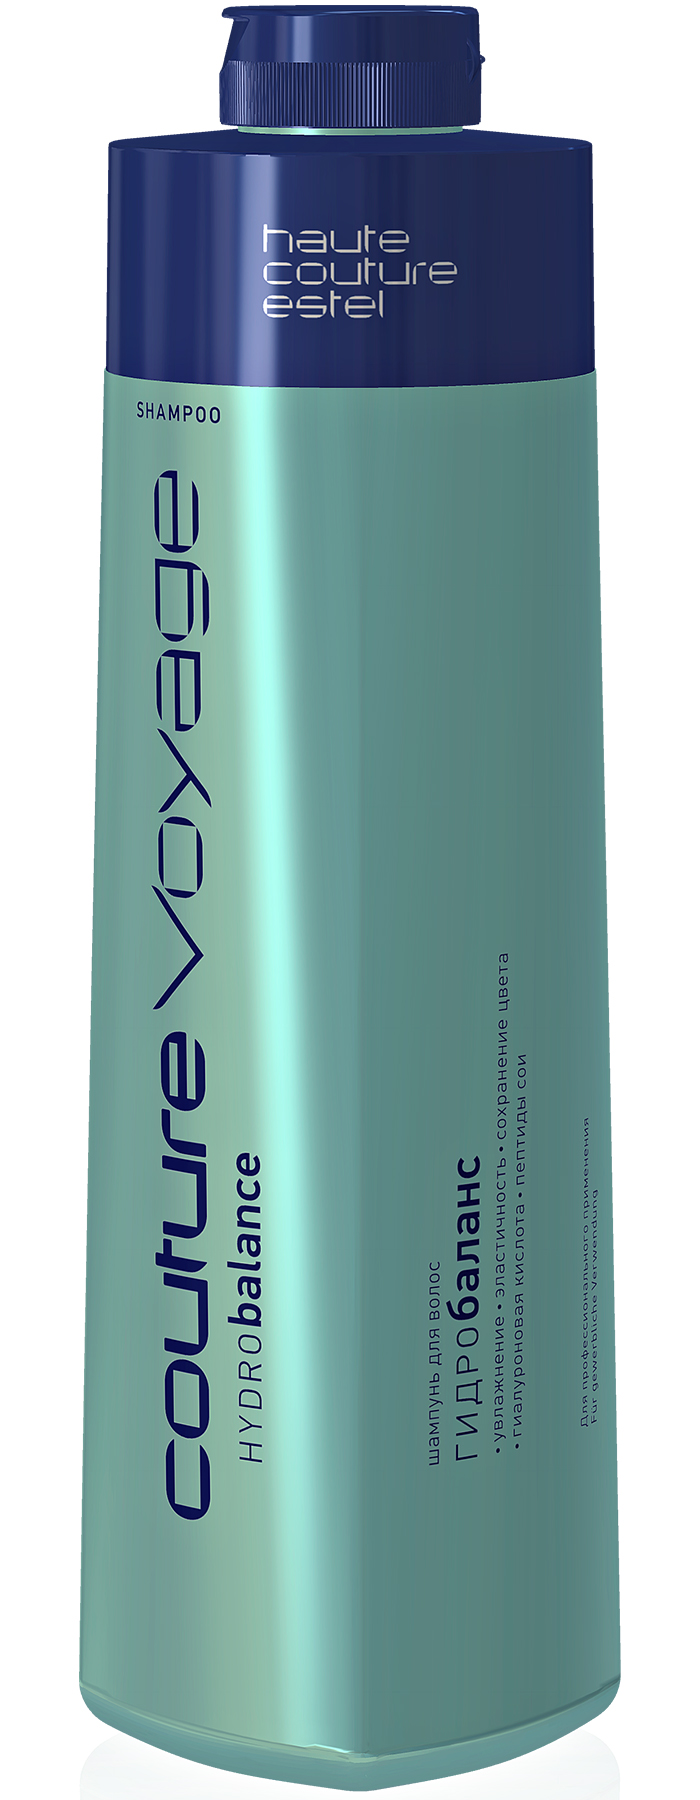 haute
couture
estel
SHAMPOO
couture voyage
HYDRObalance
шампунь для волос
ГИДРОбаланс
• увлажнение • эластичность • сохранение цвета
• гиалуроновая кислота • пептиды сои
Для профессионального применения
Für gewerbliche Verwendung